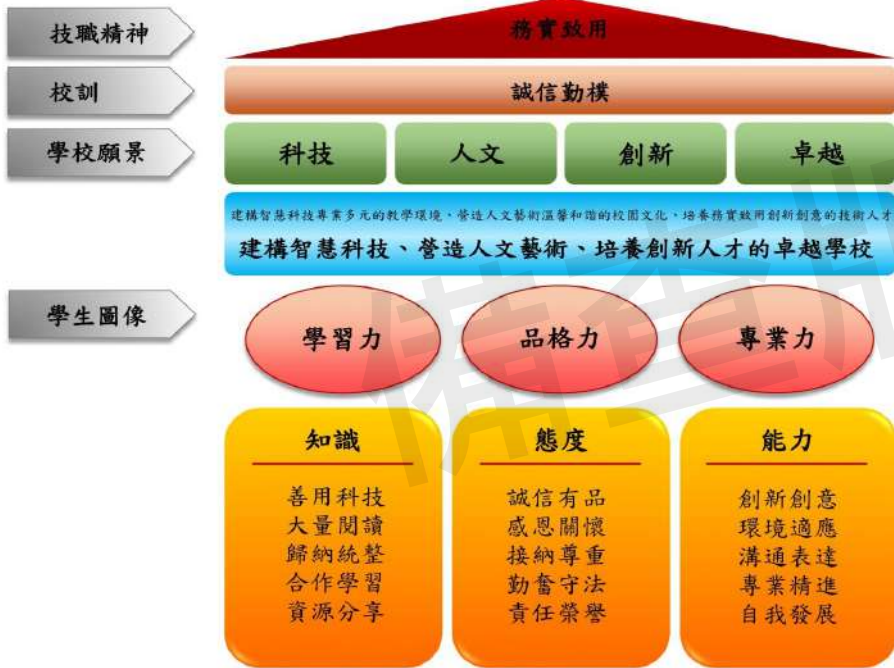 技職精神
務實致用
校訓
誠信勤樸
學校願景
科技
人文
創新
卓越
建構智慧科技專業多元的教學環境、營造人文藝術溫馨和諧的校園文化、培養務實致用創新創意的技術人才
建構智慧科技、營造人文藝術、培養創新人才的卓越學校
學生圖像
學習力
品格力
專業力
知識
善用科技
大量閱讀
歸納統整
合作學習
資源分享
態度
誠信有品
感恩關懷
接納尊重
勤奮守法
責任榮譽
能力
創新創意
環境適應
溝通表達
專業精進
自我發展
備查版